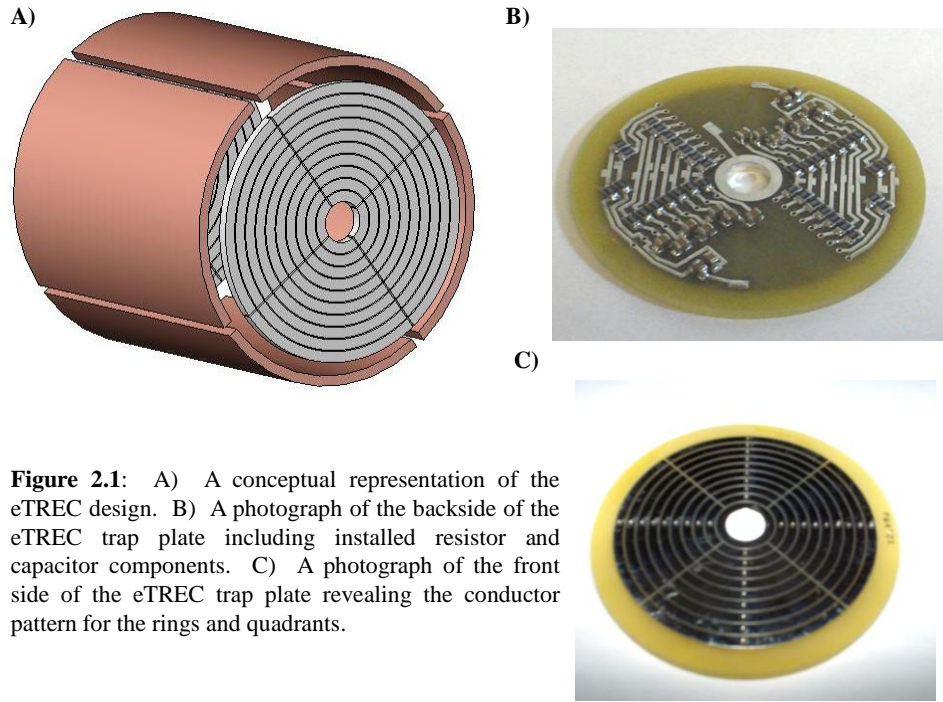 A)
B)
C)
Figure 2.1: A) A conceptual representation of the
eTREC design. B) A photograph of the backside of the
eTREC trap plate including installed resistor and
capacitor components. C) A photograph of the front
side of the eTREC trap plate revealing the conductor
pattern for the rings and quadrants.